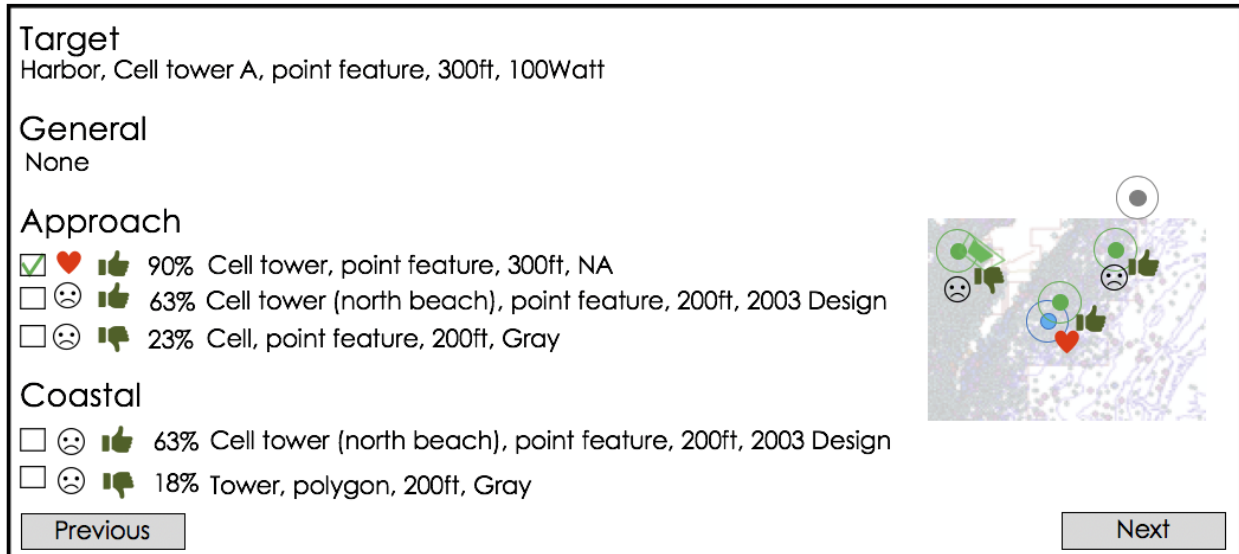 Target
Harbor, Cell tower A, point feature, 300ft, 100Watt
General
None
Approach
90% Cell tower, point feature, 300ft, NA
63% Cell tower (north beach), point feature, 200ft, 2003 Design
23% Cell, point feature, 200ft, Gray
Coastal
63% Cell tower (north beach), point feature, 200ft, 2003 Design
18% Tower, polygon, 200ft, Gray
Previous
Next